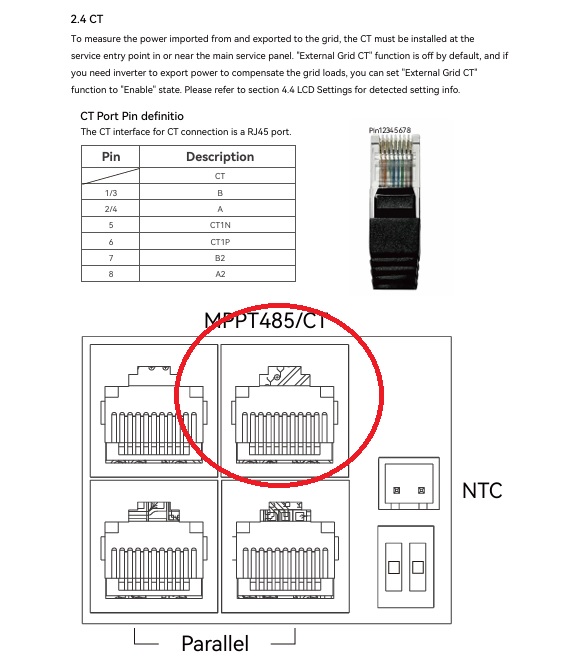 2.4 CT
To measure the power imported from and exported to the grid, the CT must be installed at the
service entry point in or near the main service panel. "External Grid CT" function is off by default, and if
you need inverter to export power to compensate the grid loads, you can set "External Grid CT"
function to "Enable" state. Please refer to section 4.4 LCD Settings for detected setting info.
CT Port Pin definitio
The CT interface for CT connection is a RJ45 port.
Pin12345678
Pin Description
CT
1/3 B
2/4 A
5 CT1N
6 CT1P
7 B2
8 A2
MPPT485/CT
NTC
Parallel